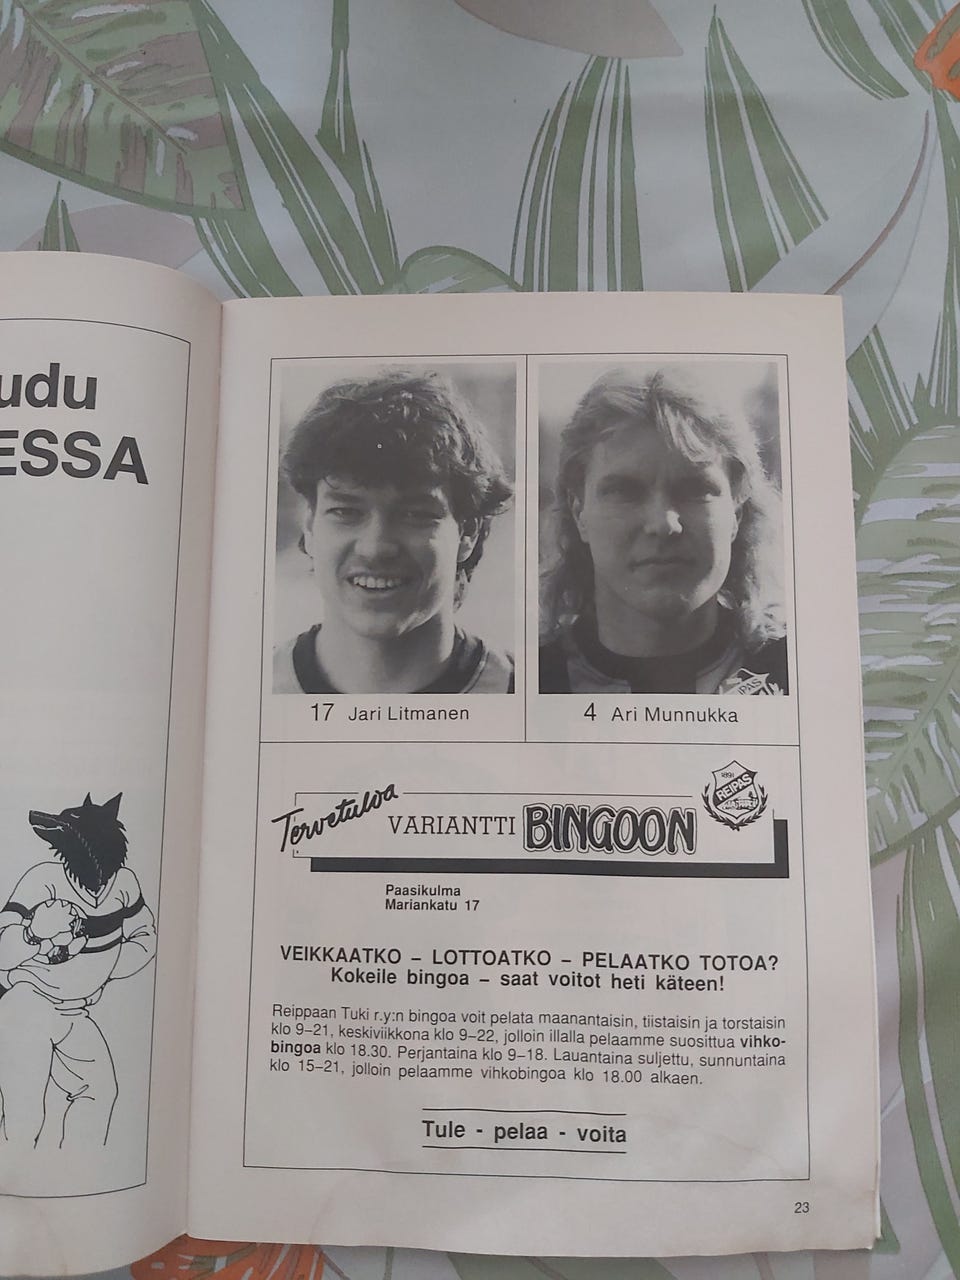 udu
ESSA
17 Jari Litmanen
4 Ari Munnukka
Tervetuloa VARIANTTI BINGOON
1891
REIPAS
Paasikulma
Mariankatu 17
VEIKKAATKO – LOTTOATKO – PELAATKO TOTOA?
Kokeile bingoa – saat voitot heti käteen!
Reippaan Tuki r.y:n bingoa voit pelata maanantaisin, tiistaisin ja torstaisin
klo 9–21, keskiviikkona klo 9–22, jolloin illalla pelaamme suosittua vihko-
bingoa klo 18.30. Perjantaina klo 9–18. Lauantaina suljettu, sunnuntaina
klo 15–21, jolloin pelaamme vihkobingoa klo 18.00 alkaen.
Tule - pelaa - voita
23